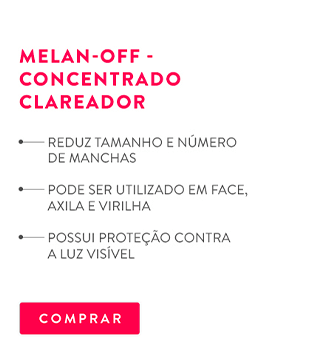 MELAN-OFF -
CONCENTRADO
CLAREADOR
REDUZ TAMANHO E NÚMERO
DE MANCHAS
PODE SER UTILIZADO EM FACE,
AXILA E VIRILHA
POSSUI PROTEÇÃO CONTRA
A LUZ VISÍVEL
COMPRAR